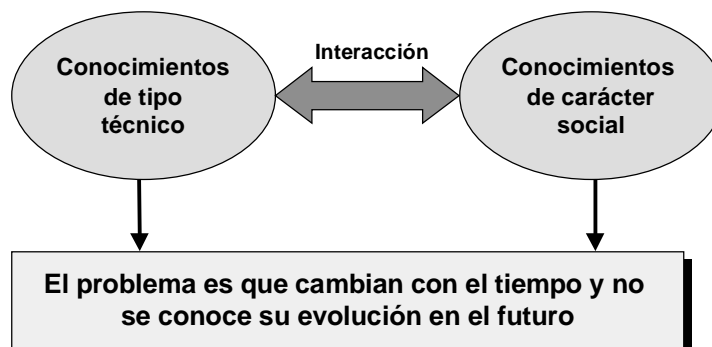 Conocimientos
de tipo
técnico
Interacción
Conocimientos
de carácter
social
El problema es que cambian con el tiempo y no
se conoce su evolución en el futuro